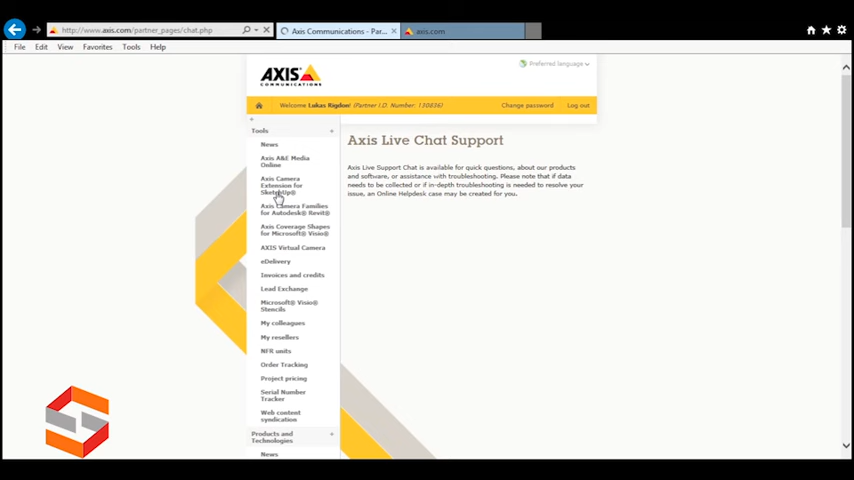 http://www.axis.com/partner_pages/chat.php
Axis Communications - Par...
axis.com
File Edit View Favorites Tools Help
AXIS
COMMUNICATIONS
Preferred language
Welcome Lukas Rigdon! (Partner I.D. Number: 130836)
Change password
Log out
Tools
News
Axis A&E Media
Online
Axis Camera
Extension for
SketchUp®
Axis Camera Families
for Autodesk® Revit®
Axis Coverage Shapes
for Microsoft® Visio®
AXIS Virtual Camera
eDelivery
Invoices and credits
Lead Exchange
Microsoft® Visio®
Stencils
My colleagues
My resellers
NFR units
Order Tracking
Project pricing
Serial Number
Tracker
Web content
syndication
Products and
Technologies
News
Axis Live Chat Support
Axis Live Support Chat is available for quick questions, about our products
and software, or assistance with troubleshooting. Please note that if data
needs to be collected or if in-depth troubleshooting is needed to resolve your
issue, an Online Helpdesk case may be created for you.